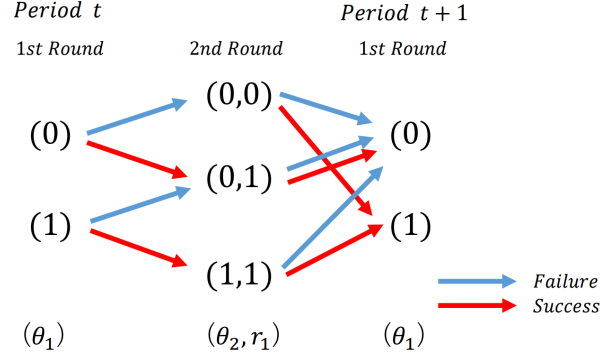 Period t
Period t + 1
1st Round
2nd Round
1st Round
(0,0)
(0)
(0)
(0,1)
(1)
(1)
(1,1)
Failure
Success
(θ₁)
(θ₂, r₁)
(θ₁)